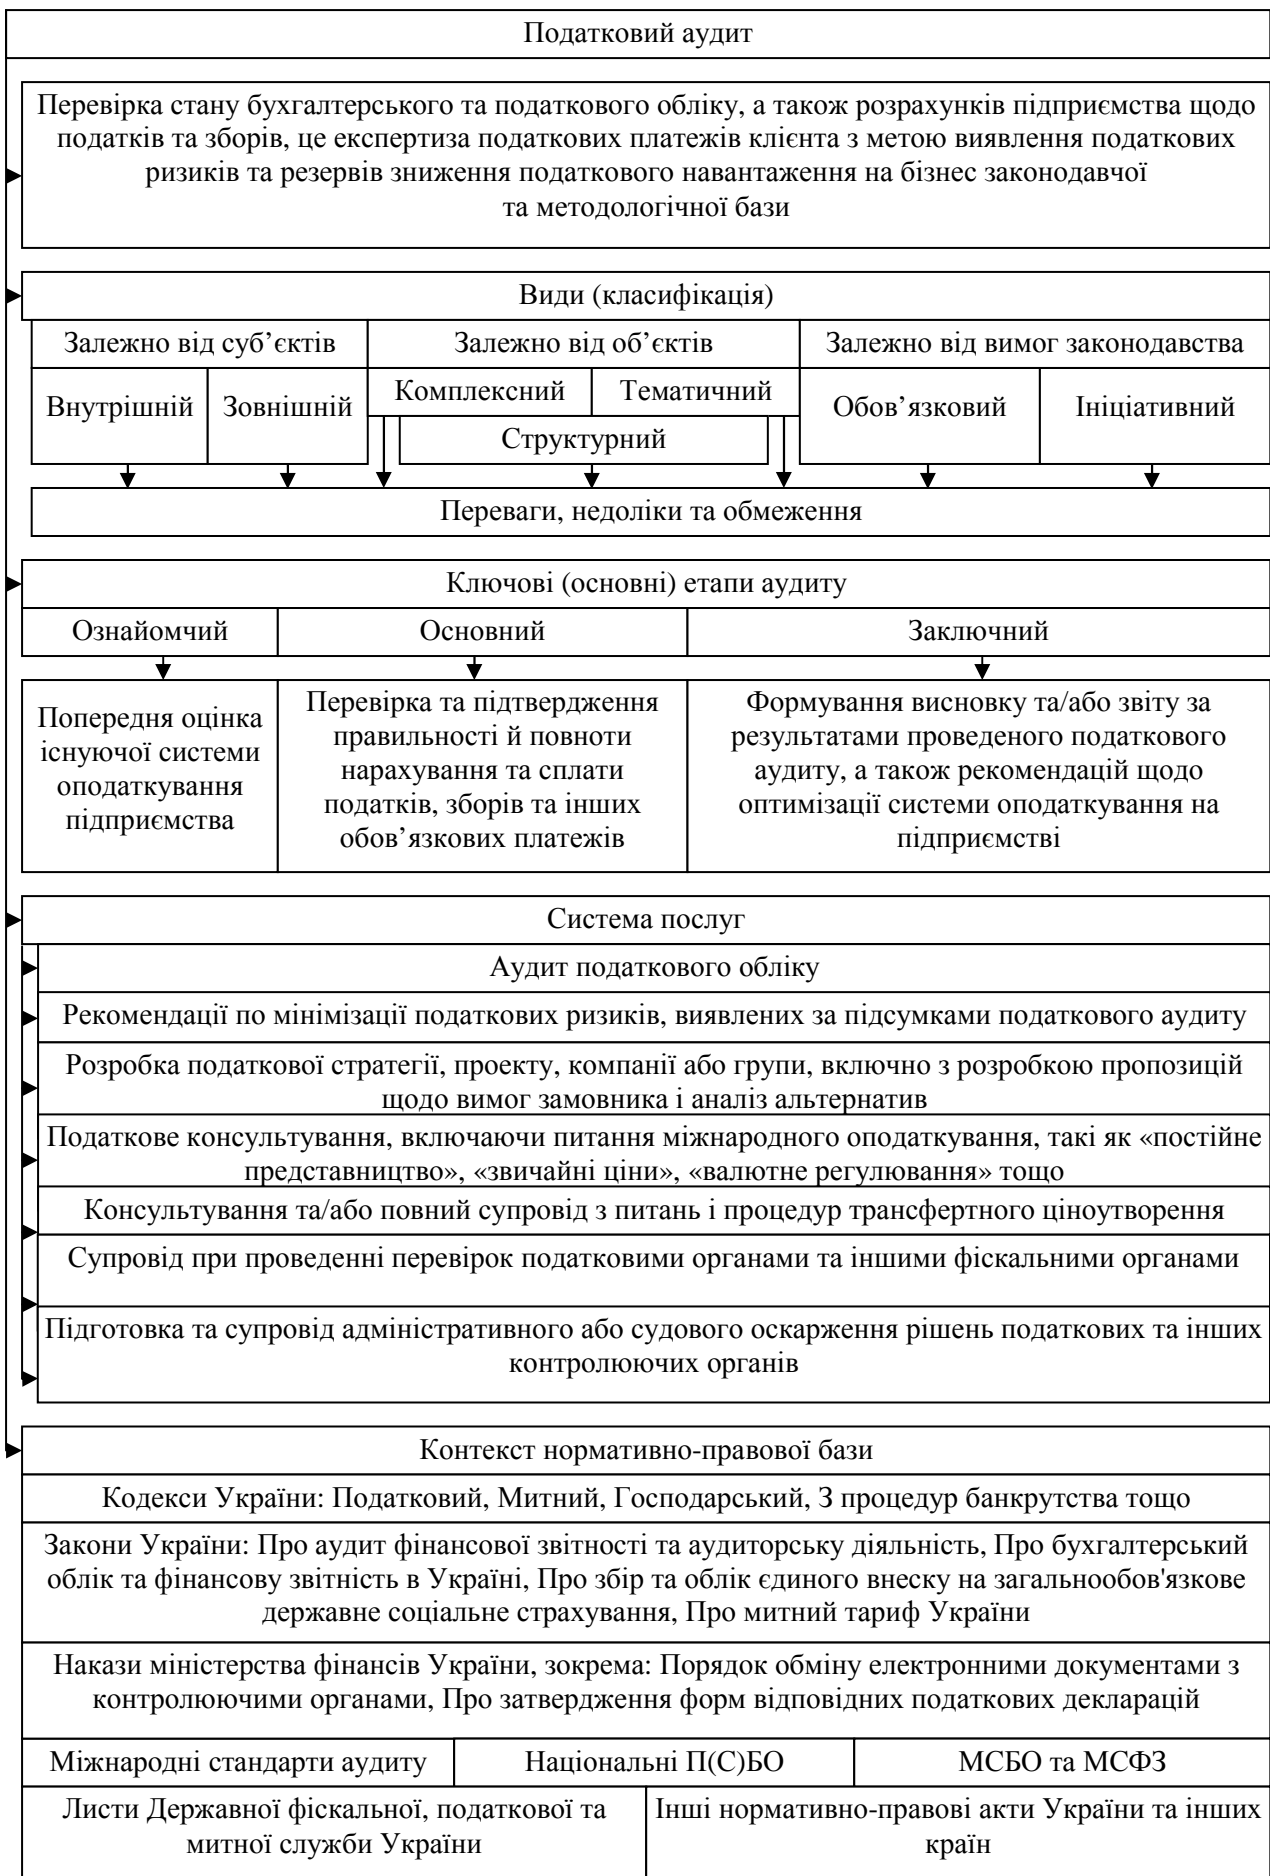 Податковий аудит
Перевірка стану бухгалтерського та податкового обліку, а також розрахунків підприємства щодо
податків та зборів, це експертиза податкових платежів клієнта з метою виявлення податкових
ризиків та резервів зниження податкового навантаження на бізнес законодавчої
та методологічної бази
Види (класифікація)
Залежно від суб’єктів
Залежно від об’єктів
Залежно від вимог законодавства
Внутрішній
Зовнішній
Комплексний
Тематичний
Обов’язковий
Ініціативний
Структурний
Переваги, недоліки та обмеження
Ключові (основні) етапи аудиту
Ознайомчий
Основний
Заключний
Попередня оцінка
існуючої системи
оподаткування
підприємства
Перевірка та підтвердження
правильності й повноти
нарахування та сплати
податків, зборів та інших
обов’язкових платежів
Формування висновку та/або звіту за
результатами проведеного податкового
аудиту, а також рекомендацій щодо
оптимізації системи оподаткування на
підприємстві
Система послуг
Аудит податкового обліку
Рекомендації по мінімізації податкових ризиків, виявлених за підсумками податкового аудиту
Розробка податкової стратегії, проекту, компанії або групи, включно з розробкою пропозицій
щодо вимог замовника і аналіз альтернатив
Податкове консультування, включаючи питання міжнародного оподаткування, такі як «постійне
представництво», «звичайні ціни», «валютне регулювання» тощо
Консультування та/або повний супровід з питань і процедур трансфертного ціноутворення
Супровід при проведенні перевірок податковими органами та іншими фіскальними органами
Підготовка та супровід адміністративного або судового оскарження рішень податкових та інших
контролюючих органів
Контекст нормативно-правової бази
Кодекси України: Податковий, Митний, Господарський, З процедур банкрутства тощо
Закони України: Про аудит фінансової звітності та аудиторську діяльність, Про бухгалтерський
облік та фінансову звітність в Україні, Про збір та облік єдиного внеску на загальнообов'язкове
державне соціальне страхування, Про митний тариф України
Накази міністерства фінансів України, зокрема: Порядок обміну електронними документами з
контролюючими органами, Про затвердження форм відповідних податкових декларацій
Міжнародні стандарти аудиту
Національні П(С)БО
МСБО та МСФЗ
Листи Державної фіскальної, податкової та
митної служби України
Інші нормативно-правові акти України та інших
країн